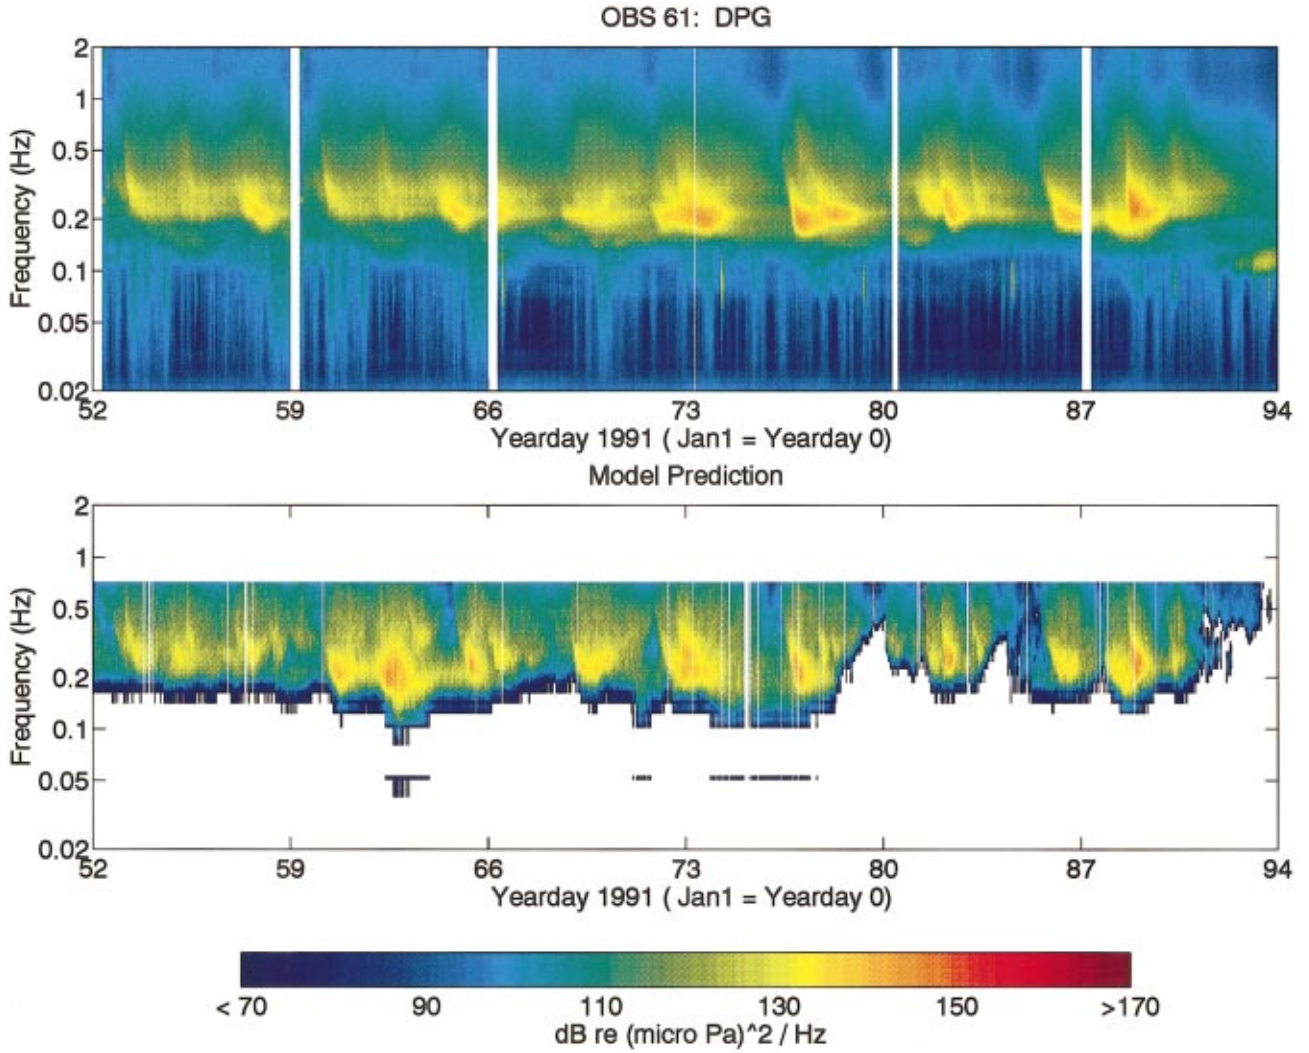 OBS 61: DPG
2
1
0.5
0.2
0.1
0.05
0.02
Frequency (Hz)
52 59 66 73 80 87 94
Yearday 1991 ( Jan1 = Yearday 0)
Model Prediction
2
1
0.5
0.2
0.1
0.05
0.02
Frequency (Hz)
52 59 66 73 80 87 94
Yearday 1991 ( Jan1 = Yearday 0)
< 70 90 110 130 150 >170
dB re (micro Pa)^2 / Hz